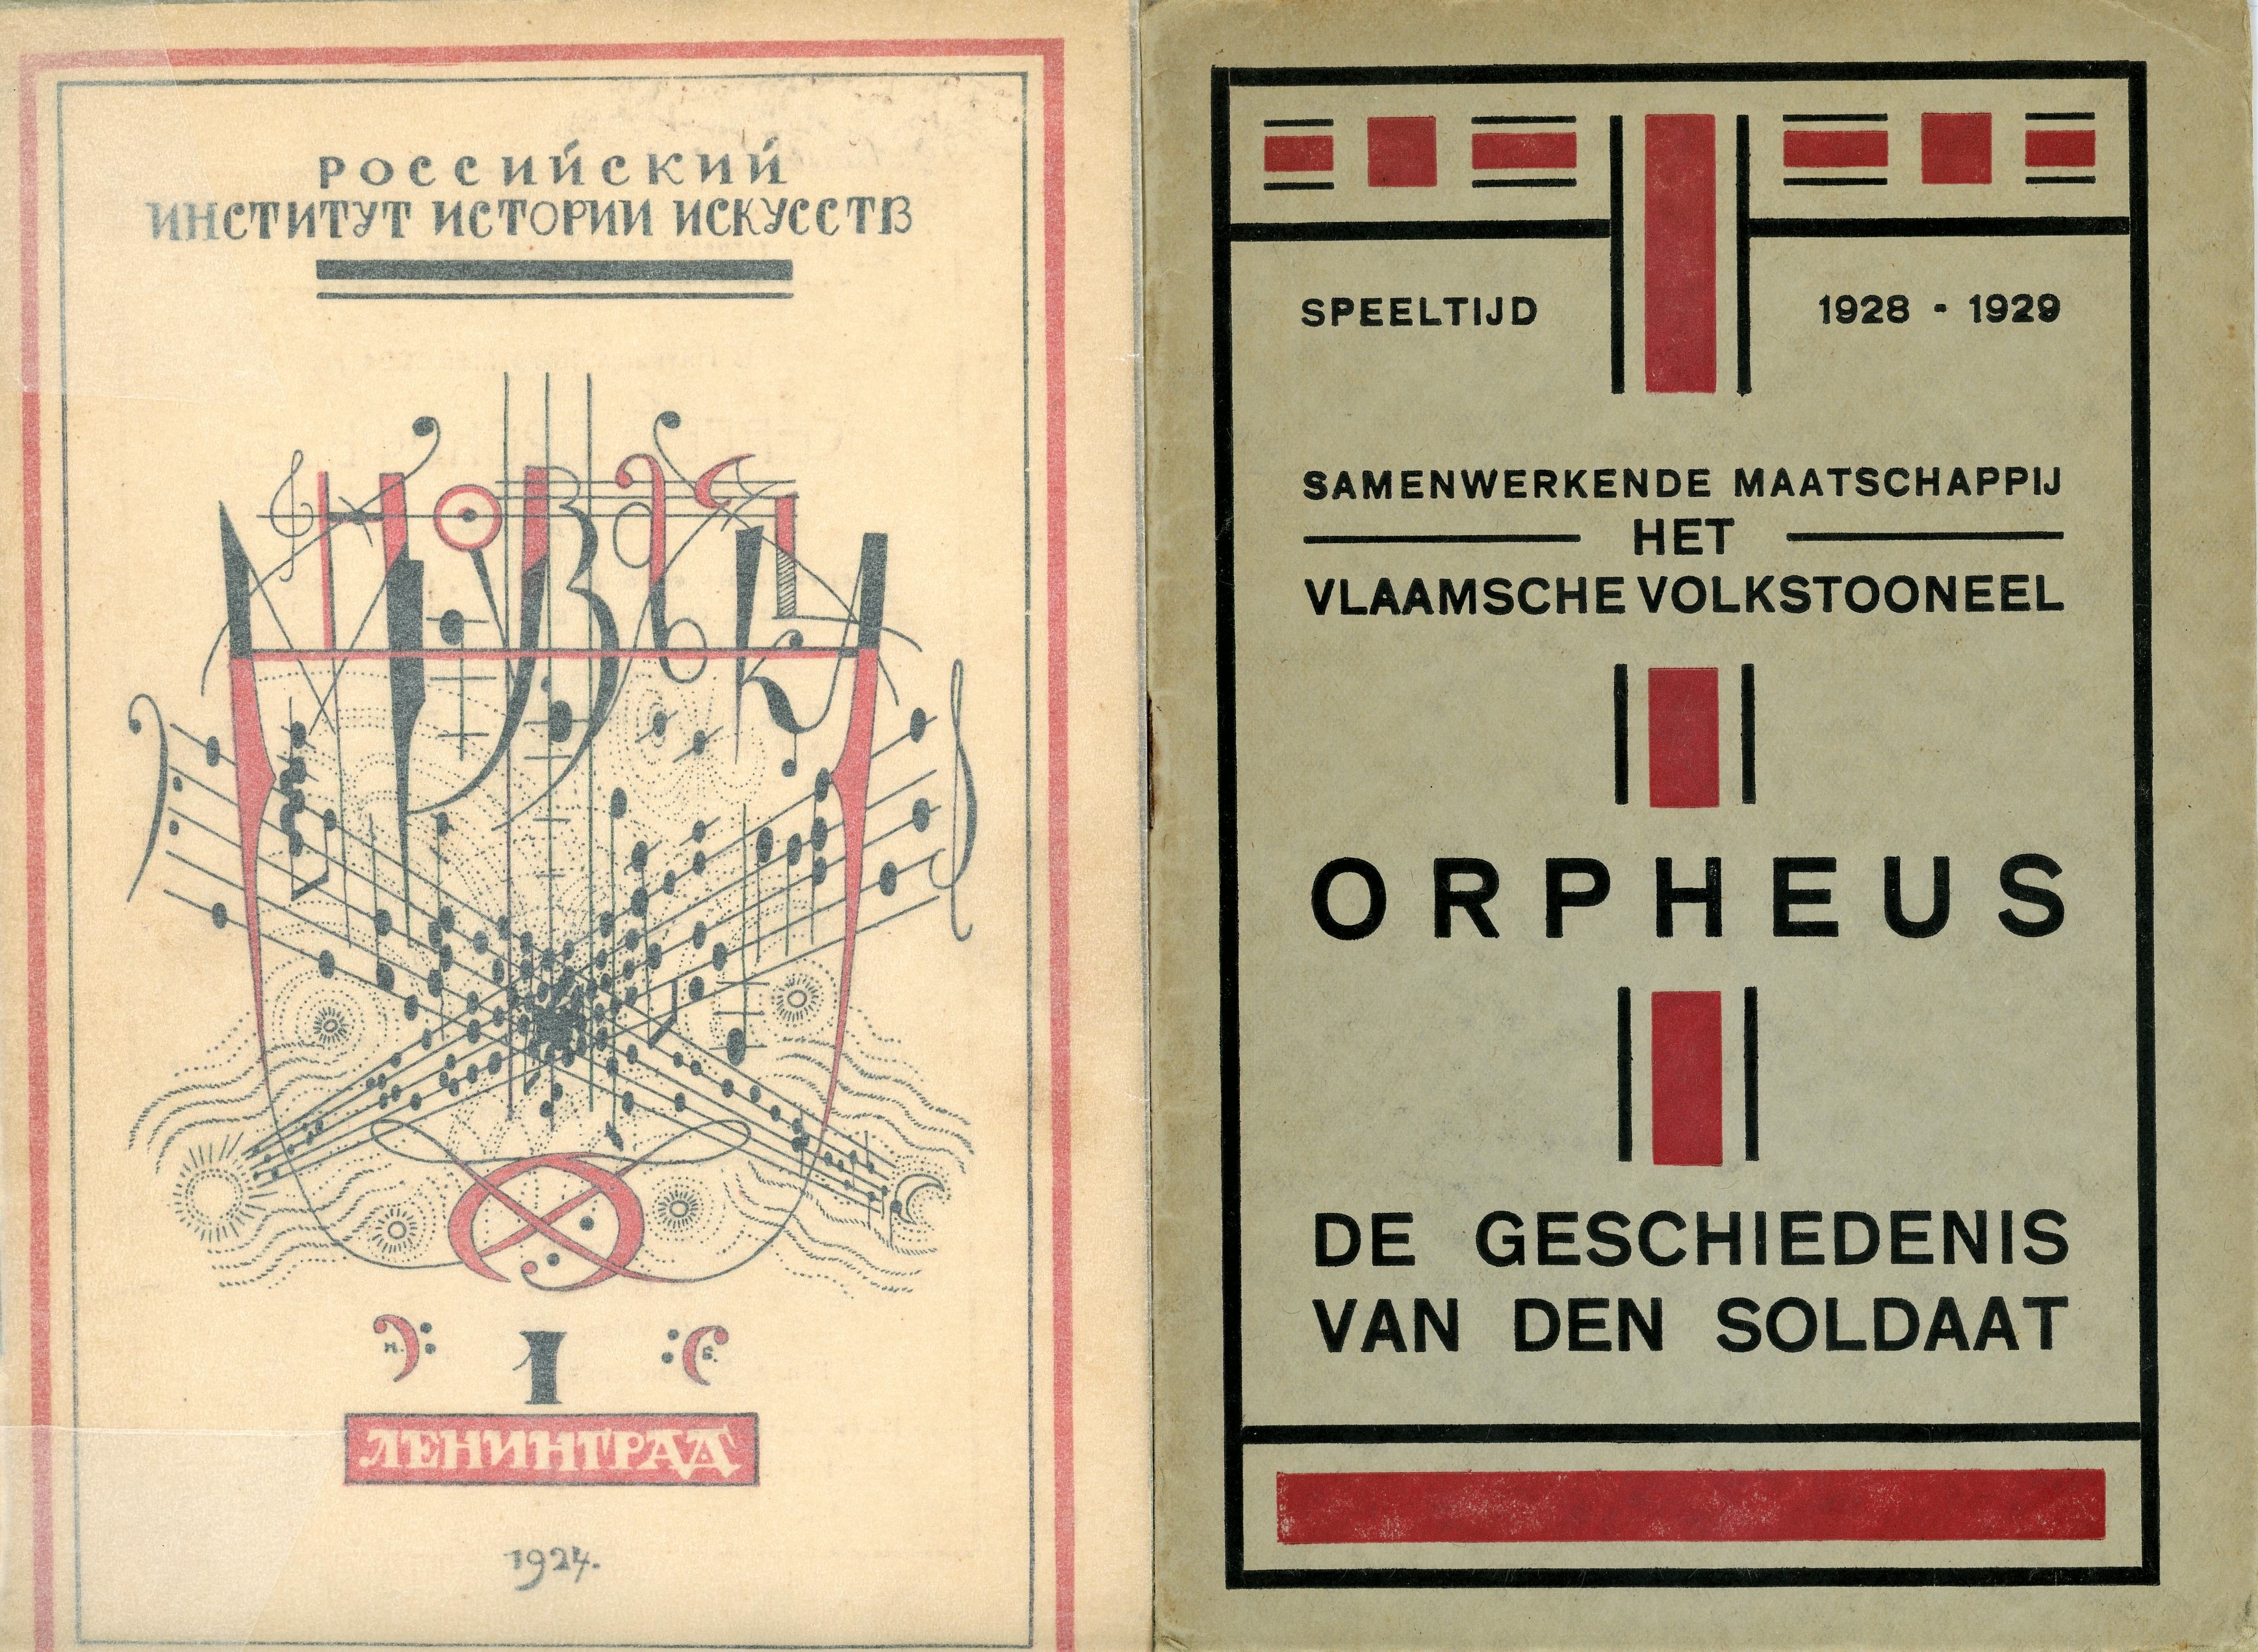 РОССИЙСКИЙ
ИНСТИТУТ ИСТОРИИ ИСКУССТВ
НОВАЯ
Н. 1 Б.
ЛЕНИНГРАД
1924.
SPEELTIJD 1928 - 1929
SAMENWERKENDE MAATSCHAPPIJ
HET
VLAAMSCHE VOLKSTOONEEL
ORPHEUS
DE GESCHIEDENIS
VAN DEN SOLDAAT